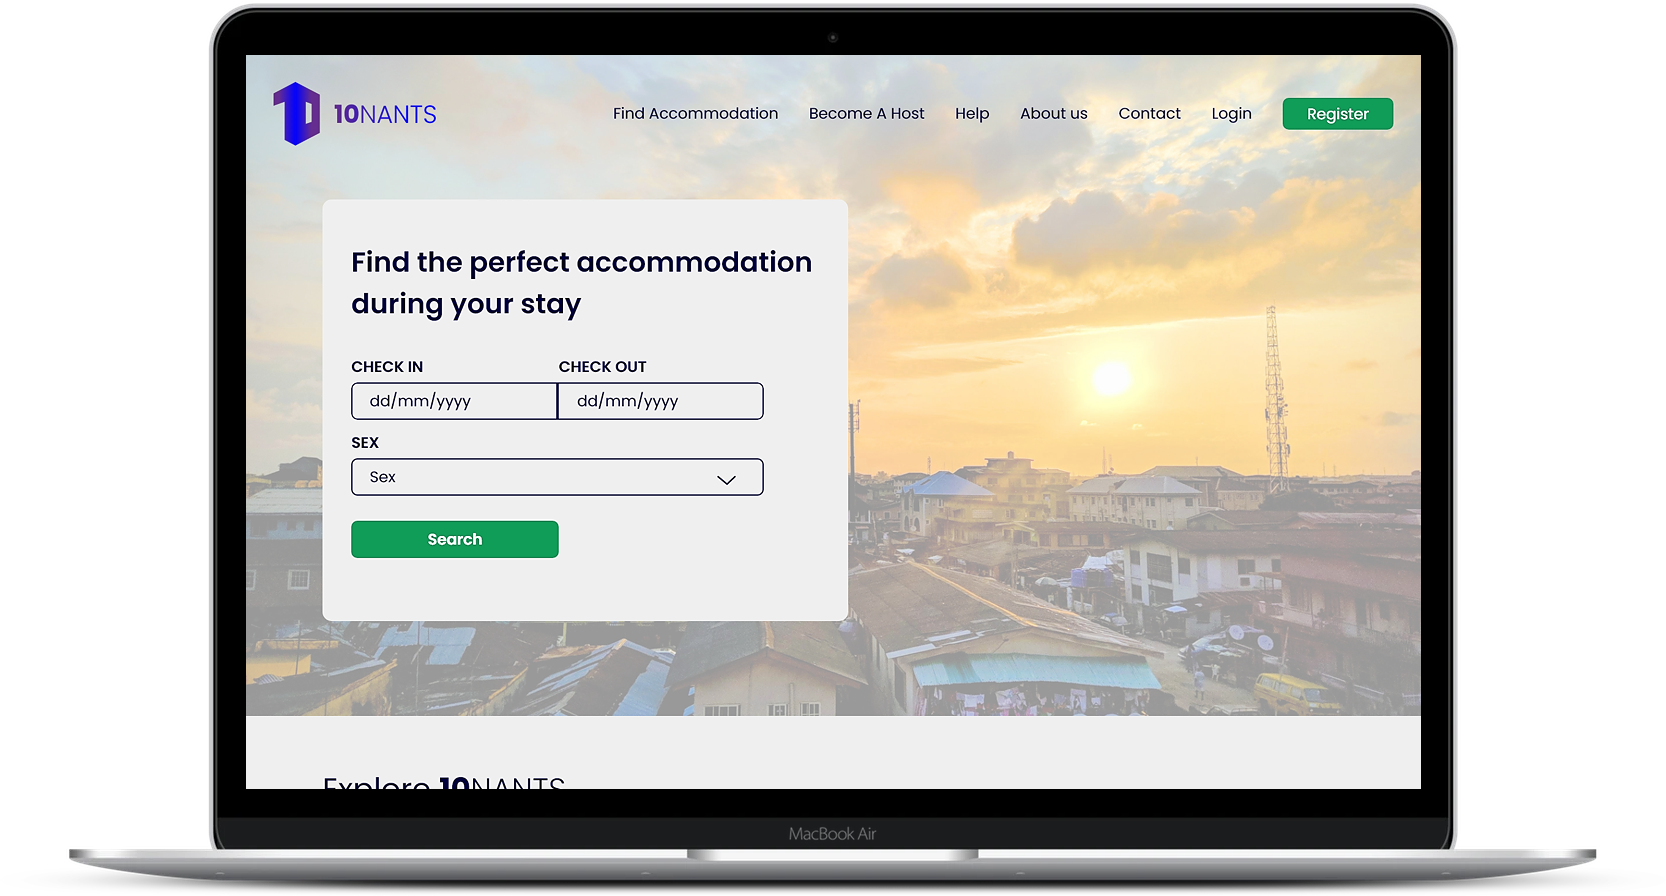 10NANTS
Find Accommodation
Become A Host
Help
About us
Contact
Login
Register
Find the perfect accommodation
during your stay
CHECK IN
CHECK OUT
dd/mm/yyyy
dd/mm/yyyy
SEX
Sex
Search
Explore 10NANTS
MacBook Air